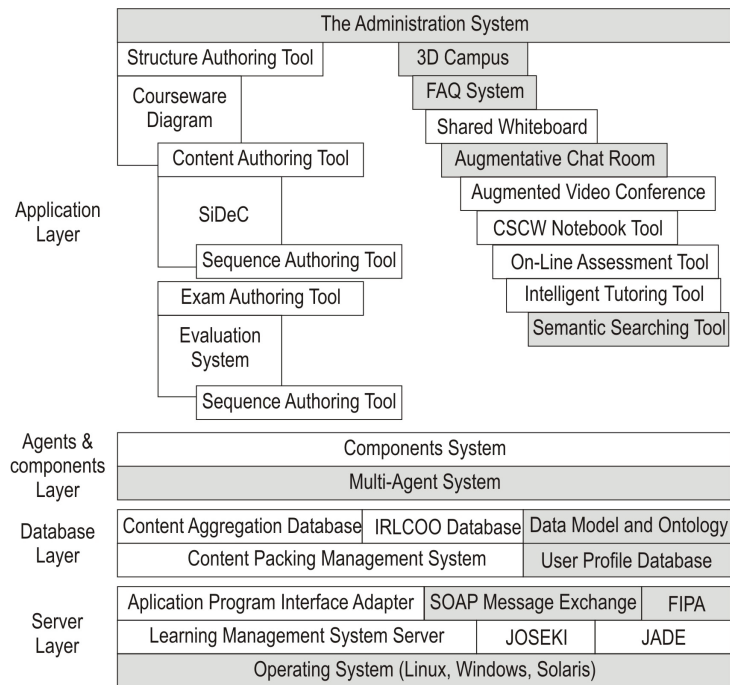 The Administration System
Structure Authoring Tool
Courseware
Diagram
Content Authoring Tool
SiDeC
Sequence Authoring Tool
Exam Authoring Tool
Evaluation
System
Sequence Authoring Tool
3D Campus
FAQ System
Shared Whiteboard
Augmentative Chat Room
Augmented Video Conference
CSCW Notebook Tool
On-Line Assessment Tool
Intelligent Tutoring Tool
Semantic Searching Tool
Application
Layer
Agents &
components
Layer
Components System
Multi-Agent System
Database
Layer
Content Aggregation Database
IRLCOO Database
Data Model and Ontology
Content Packing Management System
User Profile Database
Server
Layer
Aplication Program Interface Adapter
SOAP Message Exchange
FIPA
Learning Management System Server
JOSEKI
JADE
Operating System (Linux, Windows, Solaris)